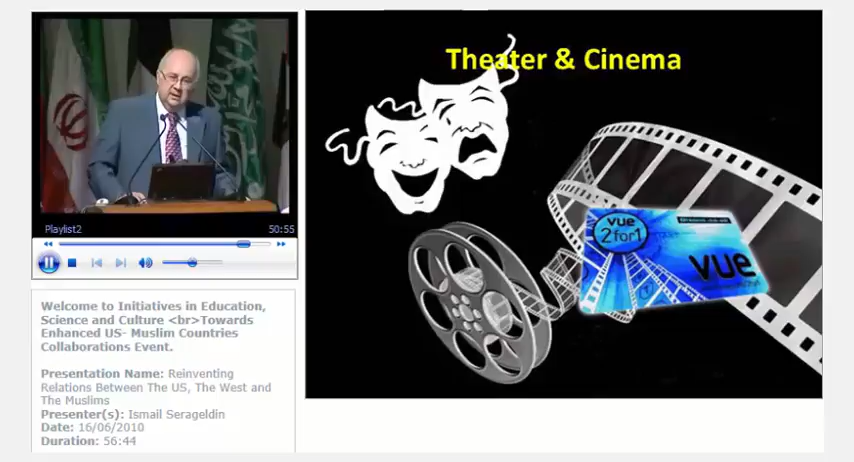 Playlist2
50:55
Welcome to Initiatives in Education,
Science and Culture <br>Towards
Enhanced US- Muslim Countries
Collaborations Event.
Presentation Name: Reinventing
Relations Between The US, The West and
The Muslims
Presenter(s): Ismail Serageldin
Date: 16/06/2010
Duration: 56:44
Theater & Cinema
vue
2for1
vue